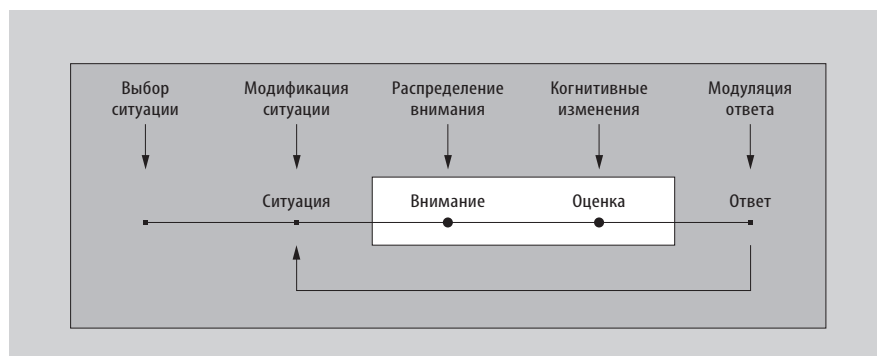 Выбор
ситуации
Модификация
ситуации
Распределение
внимания
Когнитивные
изменения
Модуляция
ответа
Ситуация
Внимание
Оценка
Ответ